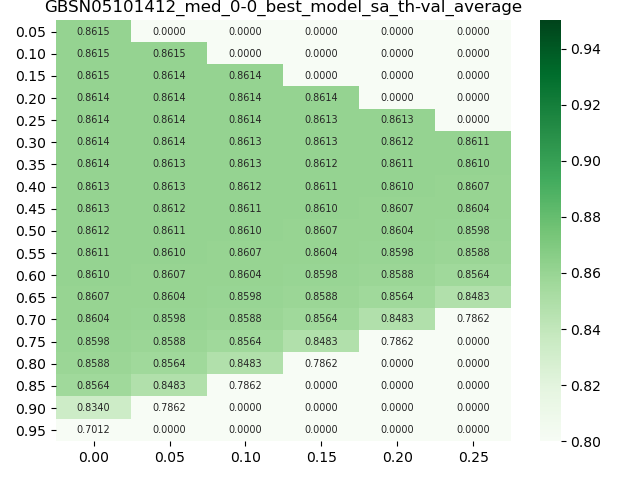 GBSN05101412_med_0-0_best_model_sa_th-val_average
0.05 0.8615 0.0000 0.0000 0.0000 0.0000 0.0000
0.10 0.8615 0.8615 0.0000 0.0000 0.0000 0.0000
0.15 0.8615 0.8614 0.8614 0.0000 0.0000 0.0000
0.20 0.8614 0.8614 0.8614 0.8614 0.0000 0.0000
0.25 0.8614 0.8614 0.8614 0.8613 0.8613 0.0000
0.30 0.8614 0.8614 0.8613 0.8613 0.8612 0.8611
0.35 0.8614 0.8613 0.8613 0.8612 0.8611 0.8610
0.40 0.8613 0.8613 0.8612 0.8611 0.8610 0.8607
0.45 0.8613 0.8612 0.8611 0.8610 0.8607 0.8604
0.50 0.8612 0.8611 0.8610 0.8607 0.8604 0.8598
0.55 0.8611 0.8610 0.8607 0.8604 0.8598 0.8588
0.60 0.8610 0.8607 0.8604 0.8598 0.8588 0.8564
0.65 0.8607 0.8604 0.8598 0.8588 0.8564 0.8483
0.70 0.8604 0.8598 0.8588 0.8564 0.8483 0.7862
0.75 0.8598 0.8588 0.8564 0.8483 0.7862 0.0000
0.80 0.8588 0.8564 0.8483 0.7862 0.0000 0.0000
0.85 0.8564 0.8483 0.7862 0.0000 0.0000 0.0000
0.90 0.8340 0.7862 0.0000 0.0000 0.0000 0.0000
0.95 0.7012 0.0000 0.0000 0.0000 0.0000 0.0000
0.00 0.05 0.10 0.15 0.20 0.25
0.94
0.92
0.90
0.88
0.86
0.84
0.82
0.80